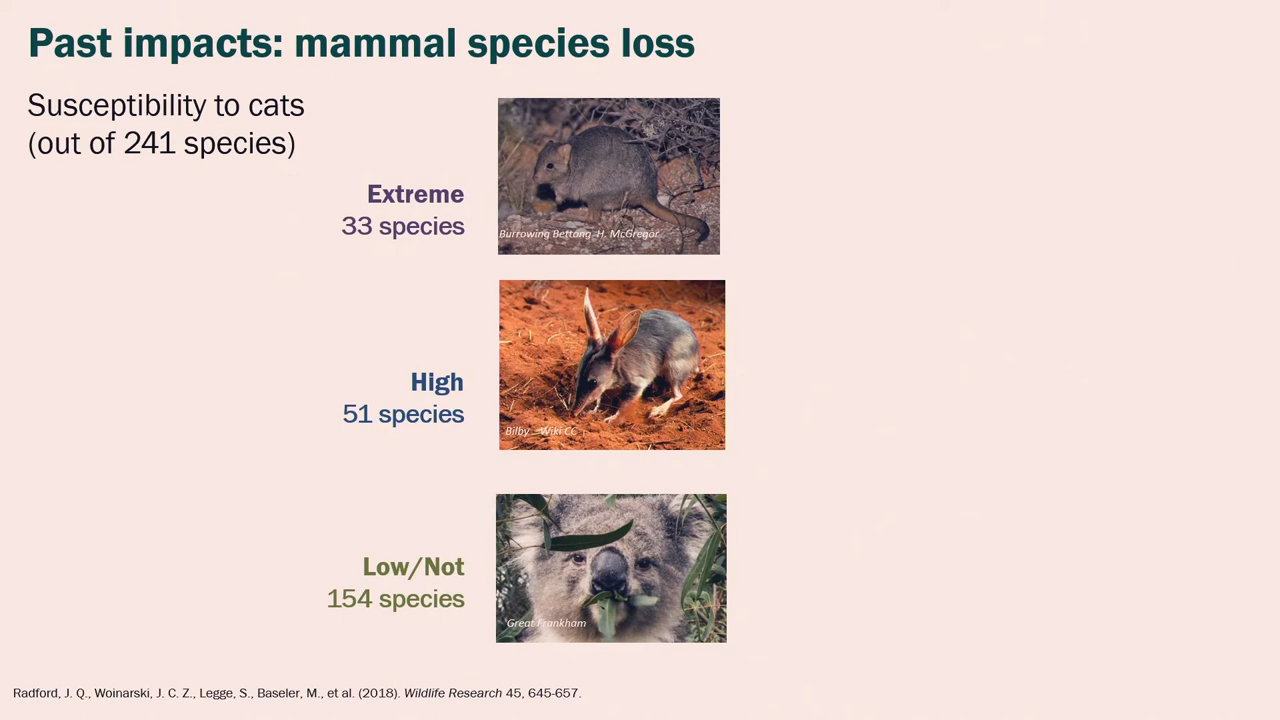 Past impacts: mammal species loss
Susceptibility to cats
(out of 241 species)
Extreme
33 species
Burrowing Bettong H. McGregor
High
51 species
Bilby – Wiki CC
Low/Not
154 species
Great Frankham
Radford, J. Q., Woinarski, J. C. Z., Legge, S., Baseler, M., et al. (2018). Wildlife Research 45, 645-657.